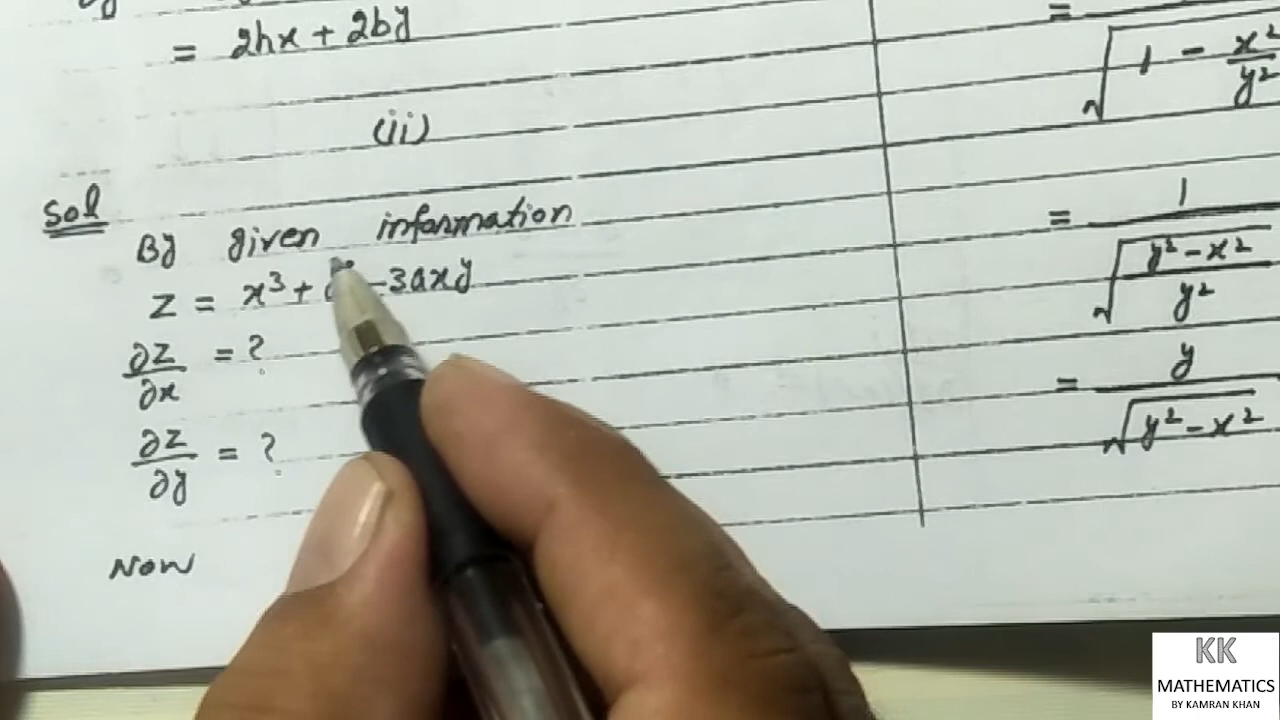 = 2hx + 2by
(ii)
Sol
By given information
z = x³ + - 3axy
∂z/∂x = ?
∂z/∂y = ?
Now
=
√(1 - x²/y²)
= 1/√((y² - x²)/y²)
= y/√(y² - x²)
KK
MATHEMATICS
BY KAMRAN KHAN